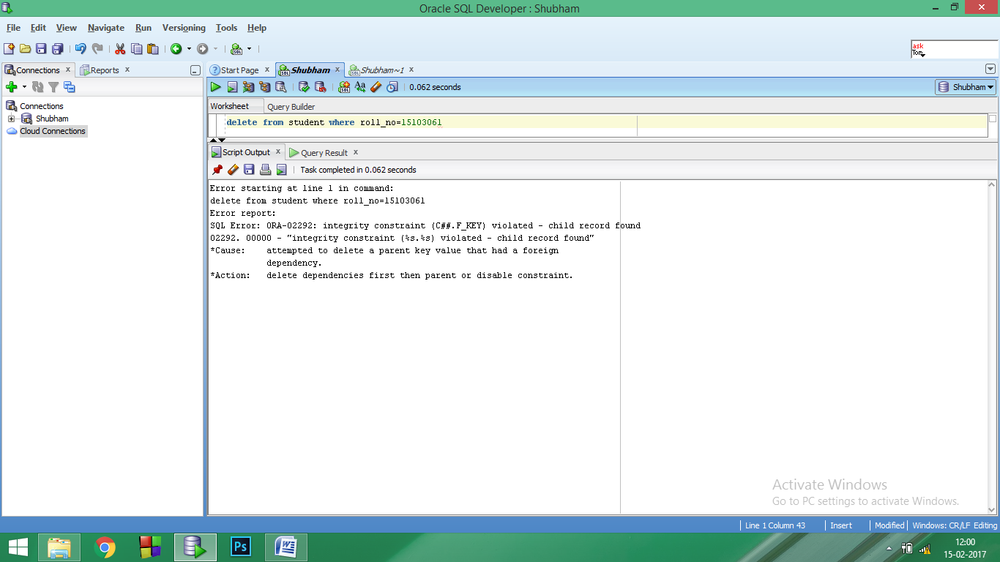 Oracle SQL Developer : Shubham
File Edit View Navigate Run Versioning Tools Help
ask
Tom
Connections x Reports x
Start Page x Shubham x Shubham~1 x
0.062 seconds
Shubham
Connections
Shubham
Cloud Connections
Worksheet Query Builder
delete from student where roll_no=15103061
Script Output x Query Result x
Task completed in 0.062 seconds
Error starting at line 1 in command:
delete from student where roll_no=15103061
Error report:
SQL Error: ORA-02292: integrity constraint (C##.F_KEY) violated - child record found
02292. 00000 - "integrity constraint (%s.%s) violated - child record found"
*Cause: attempted to delete a parent key value that had a foreign
dependency.
*Action: delete dependencies first then parent or disable constraint.
Activate Windows
Go to PC settings to activate Windows.
Line 1 Column 43 Insert Modified Windows: CR/LF Editing
Ps
W
12:00
15-02-2017